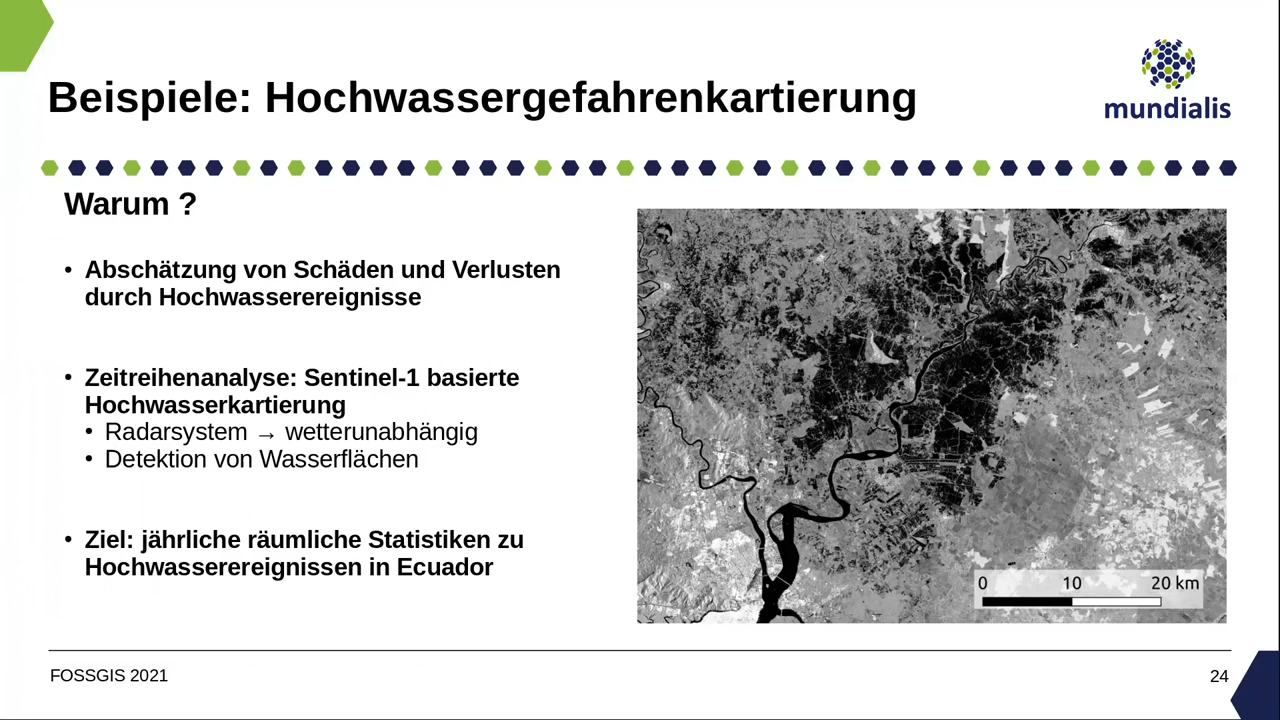 Beispiele: Hochwassergefahrenkartierung
mundialis
Warum ?
• Abschätzung von Schäden und Verlusten
durch Hochwasserereignisse
• Zeitreihenanalyse: Sentinel-1 basierte
Hochwasserkartierung
• Radarsystem → wetterunabhängig
• Detektion von Wasserflächen
• Ziel: jährliche räumliche Statistiken zu
Hochwasserereignissen in Ecuador
0 10 20 km
FOSSGIS 2021
24